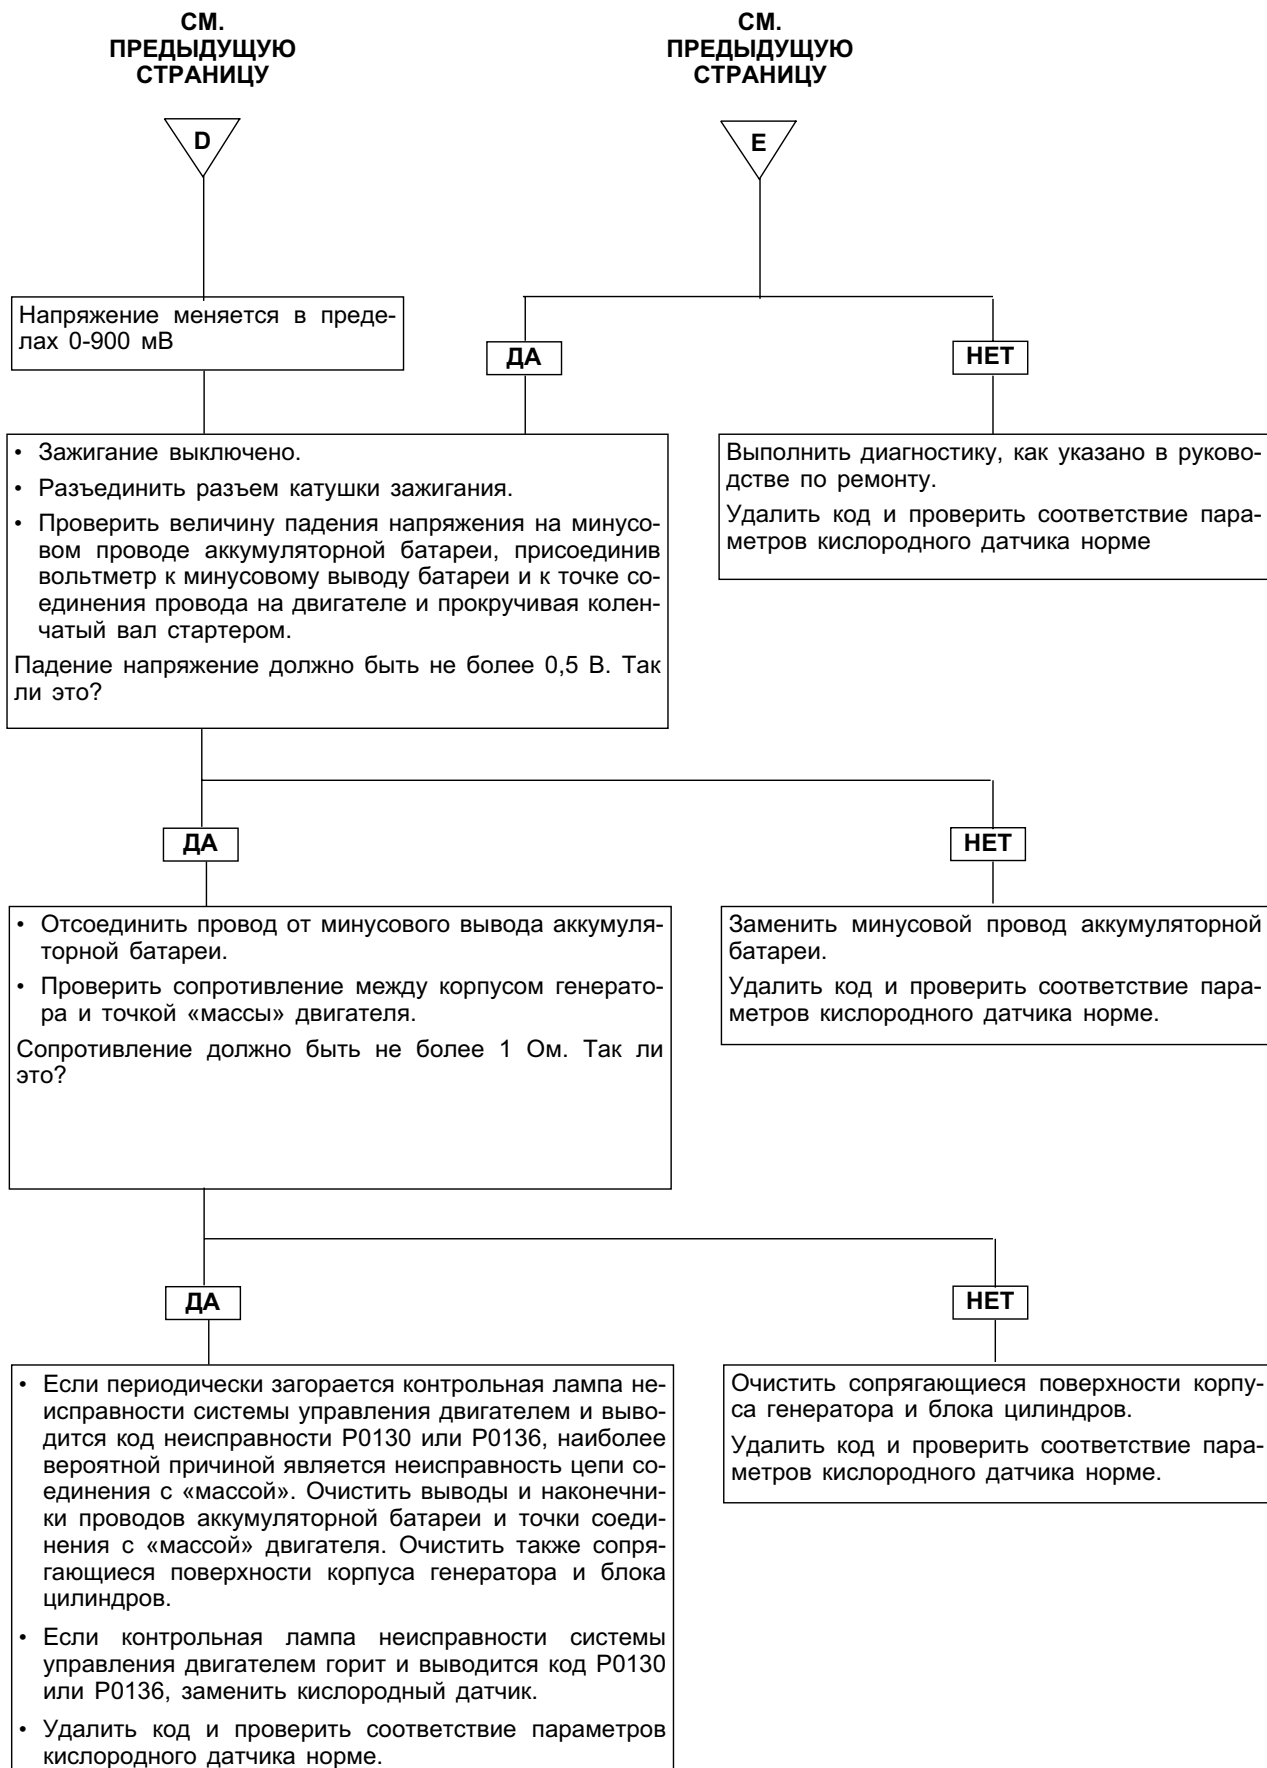 СМ.
ПРЕДЫДУЩУЮ
СТРАНИЦУ
СМ.
ПРЕДЫДУЩУЮ
СТРАНИЦУ
D
E
Напряжение меняется в преде-
лах 0-900 мВ
ДА
НЕТ
• Зажигание выключено.
• Разъединить разъем катушки зажигания.
• Проверить величину падения напряжения на минусо-
вом проводе аккумуляторной батареи, присоединив
вольтметр к минусовому выводу батареи и к точке со-
единения провода на двигателе и прокручивая колен-
чатый вал стартером.
Падение напряжение должно быть не более 0,5 В. Так
ли это?
Выполнить диагностику, как указано в руково-
дстве по ремонту.
Удалить код и проверить соответствие пара-
метров кислородного датчика норме
ДА
НЕТ
• Отсоединить провод от минусового вывода аккумуля-
торной батареи.
• Проверить сопротивление между корпусом генерато-
ра и точкой «массы» двигателя.
Сопротивление должно быть не более 1 Ом. Так ли
это?
Заменить минусовой провод аккумуляторной
батареи.
Удалить код и проверить соответствие пара-
метров кислородного датчика норме.
ДА
НЕТ
• Если периодически загорается контрольная лампа не-
исправности системы управления двигателем и выво-
дится код неисправности P0130 или P0136, наиболее
вероятной причиной является неисправность цепи со-
единения с «массой». Очистить выводы и наконечни-
ки проводов аккумуляторной батареи и точки соеди-
нения с «массой» двигателя. Очистить также сопря-
гающиеся поверхности корпуса генератора и блока
цилиндров.
• Если контрольная лампа неисправности системы
управления двигателем горит и выводится код P0130
или P0136, заменить кислородный датчик.
• Удалить код и проверить соответствие параметров
кислородного датчика норме.
Очистить сопрягающиеся поверхности корпу-
са генератора и блока цилиндров.
Удалить код и проверить соответствие пара-
метров кислородного датчика норме.